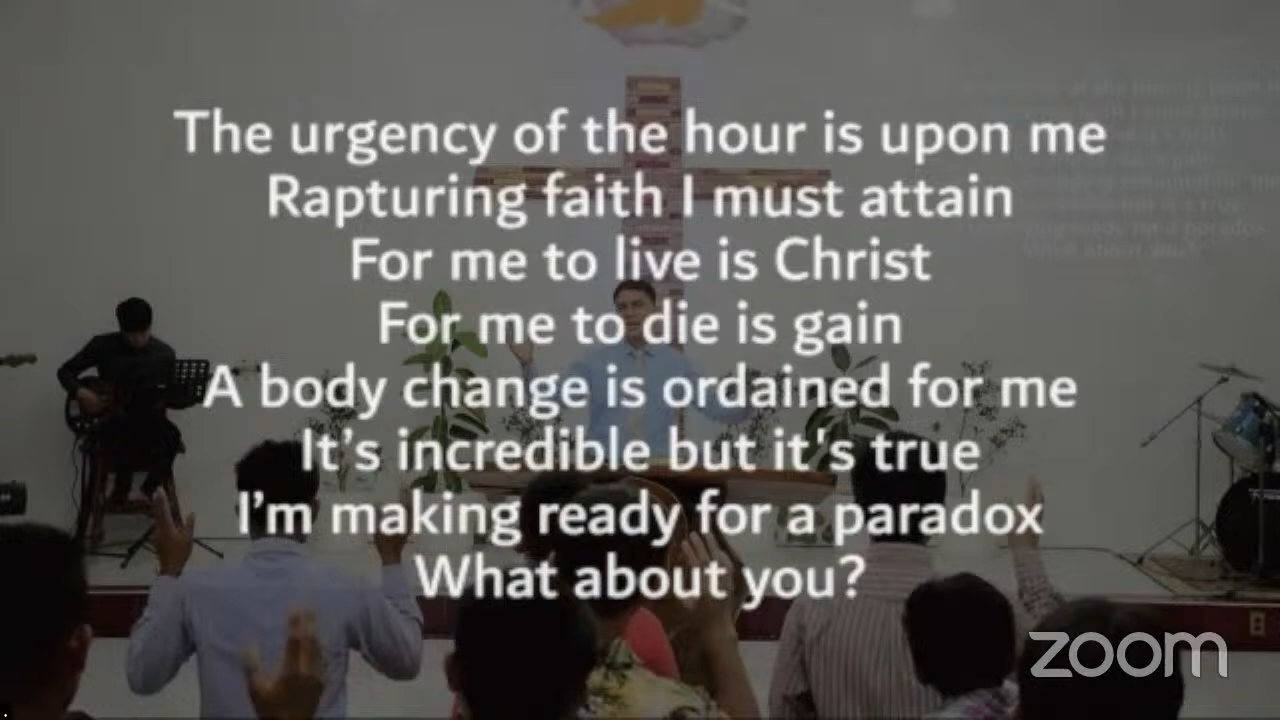 The urgency of the hour is upon me
Rapturing faith I must attain
For me to live is Christ
For me to die is gain
A body change is ordained for me
It’s incredible but it's true
I’m making ready for a paradox
What about you?
zoom